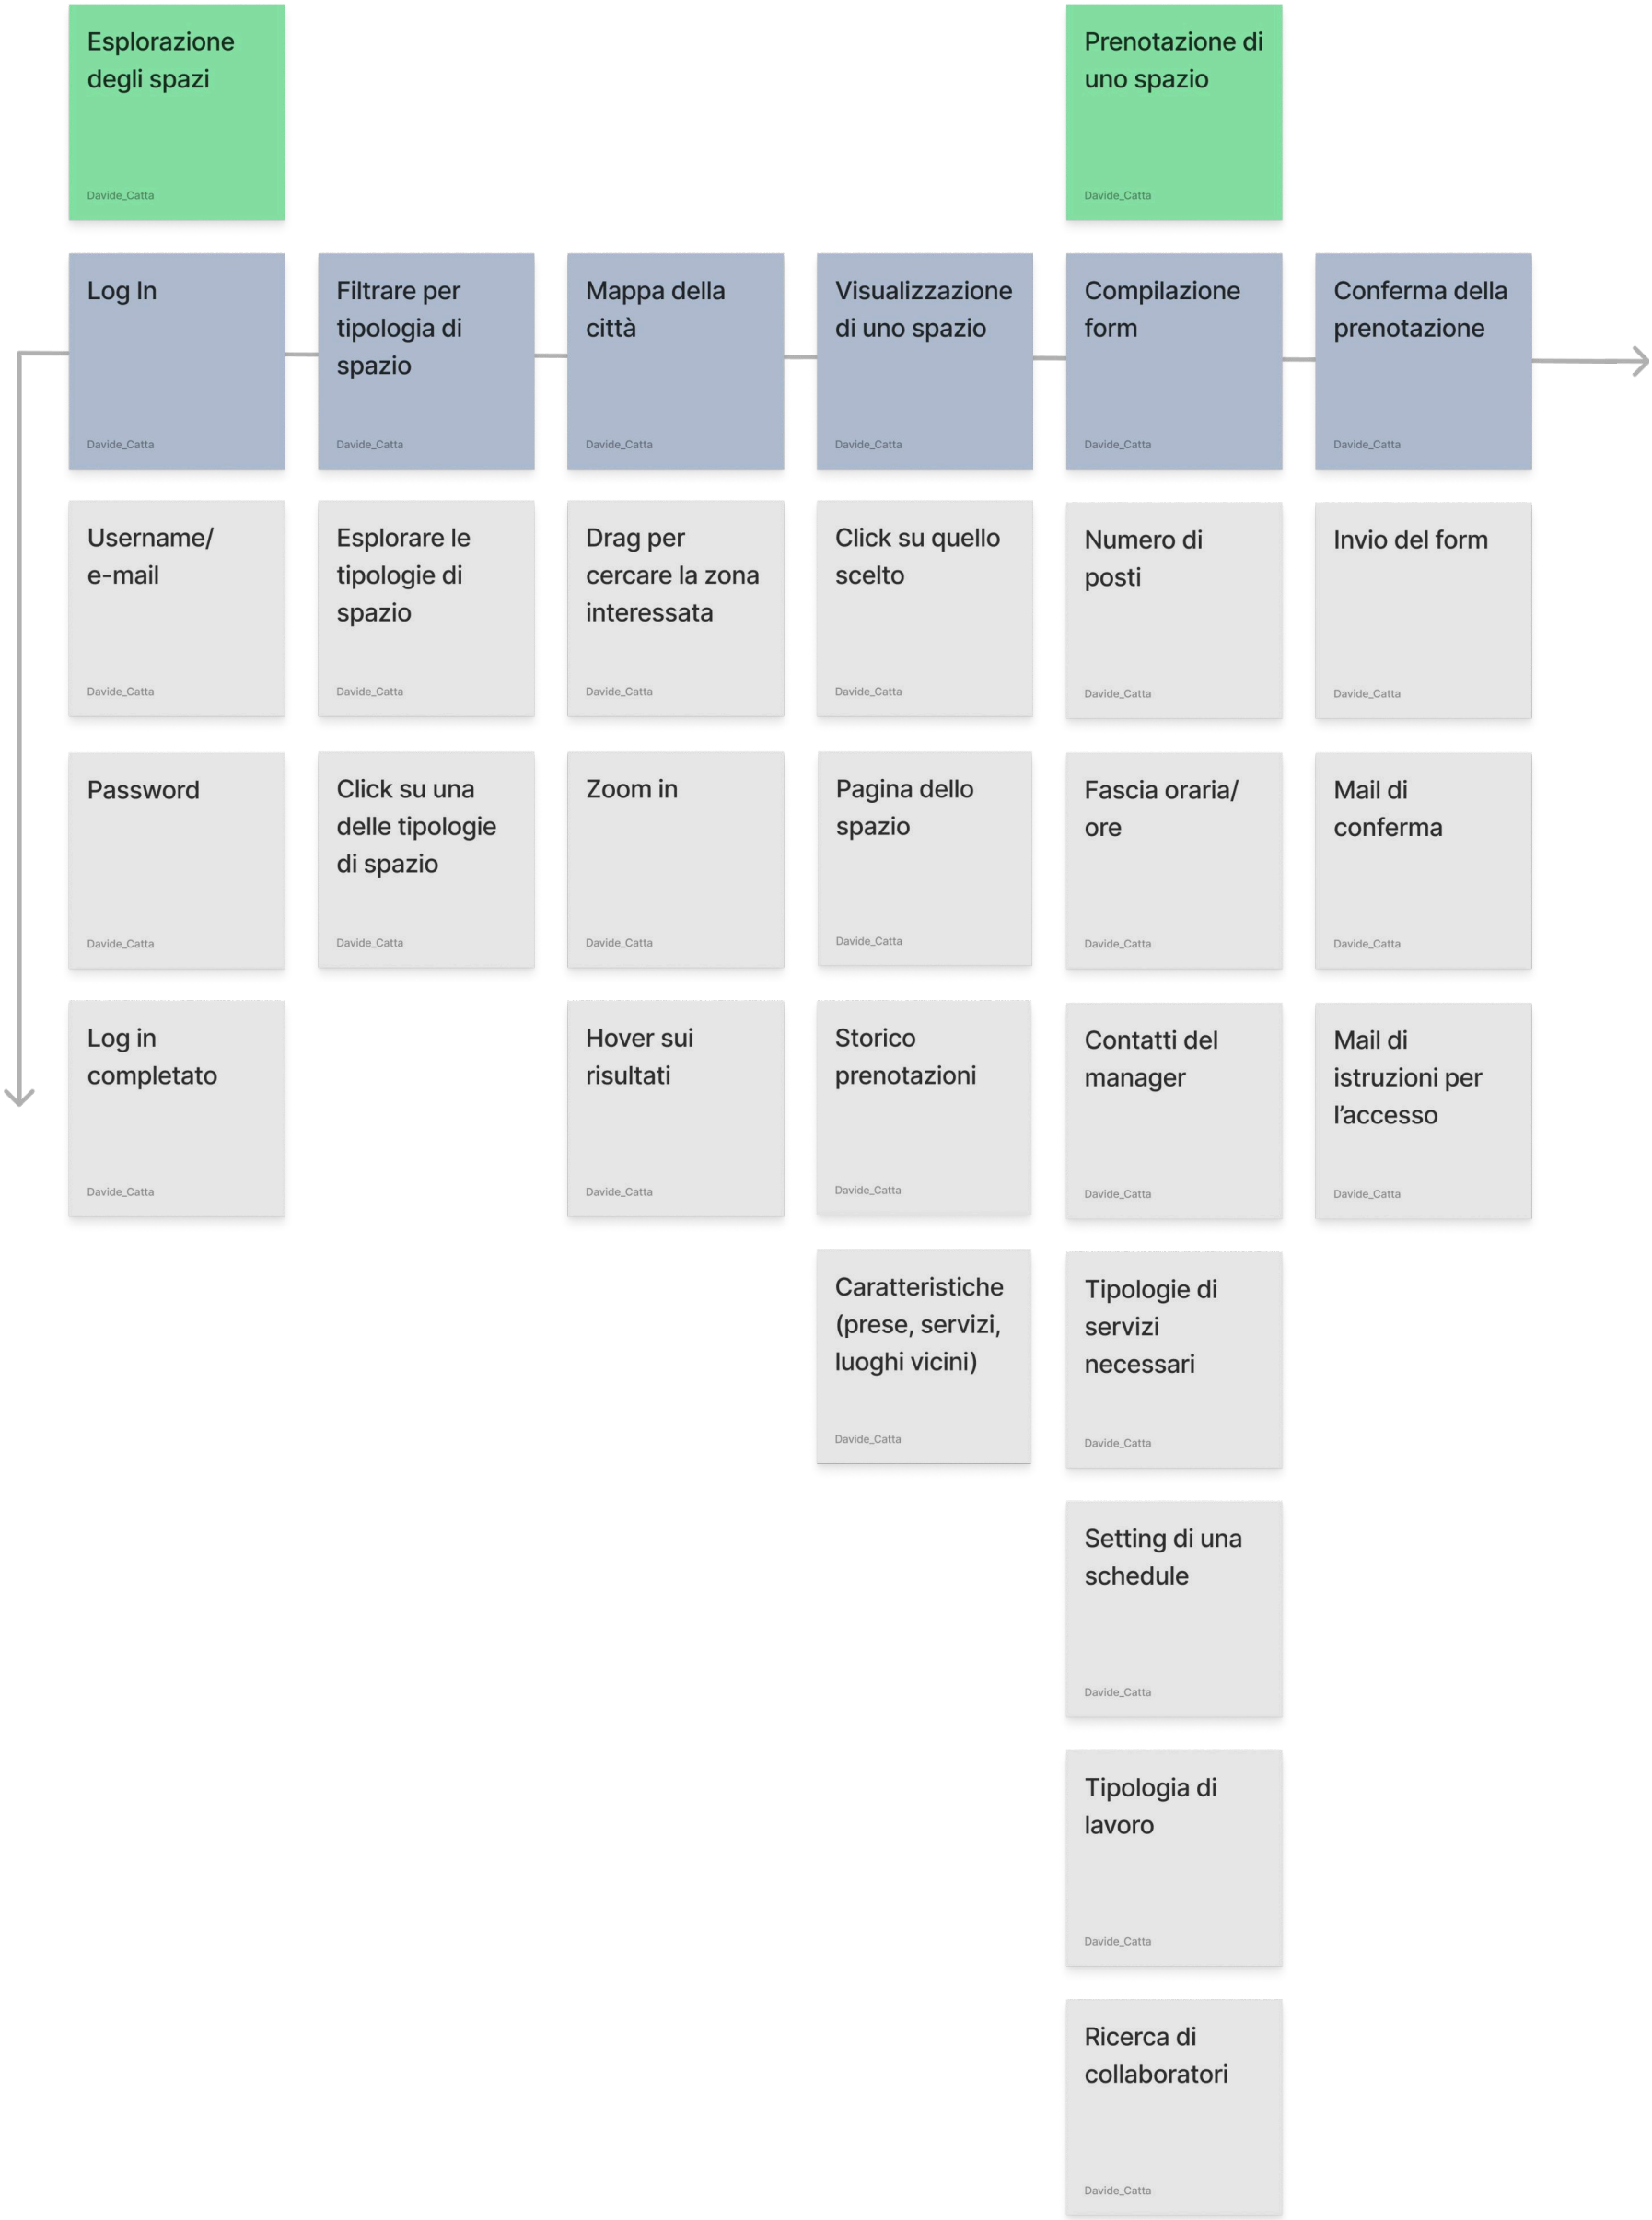 Esplorazione
degli spazi
Davide_Catta
Prenotazione di
uno spazio
Davide_Catta
Log In
Davide_Catta
Filtrare per
tipologia di
spazio
Davide_Catta
Mappa della
città
Davide_Catta
Visualizzazione
di uno spazio
Davide_Catta
Compilazione
form
Davide_Catta
Conferma della
prenotazione
Davide_Catta
Username/
e-mail
Davide_Catta
Esplorare le
tipologie di
spazio
Davide_Catta
Drag per
cercare la zona
interessata
Davide_Catta
Click su quello
scelto
Davide_Catta
Numero di
posti
Davide_Catta
Invio del form
Davide_Catta
Password
Davide_Catta
Click su una
delle tipologie
di spazio
Davide_Catta
Zoom in
Davide_Catta
Pagina dello
spazio
Davide_Catta
Fascia oraria/
ore
Davide_Catta
Mail di
conferma
Davide_Catta
Log in
completato
Davide_Catta
Hover sui
risultati
Davide_Catta
Storico
prenotazioni
Davide_Catta
Contatti del
manager
Davide_Catta
Mail di
istruzioni per
l’accesso
Davide_Catta
Caratteristiche
(prese, servizi,
luoghi vicini)
Davide_Catta
Tipologie di
servizi
necessari
Davide_Catta
Setting di una
schedule
Davide_Catta
Tipologia di
lavoro
Davide_Catta
Ricerca di
collaboratori
Davide_Catta